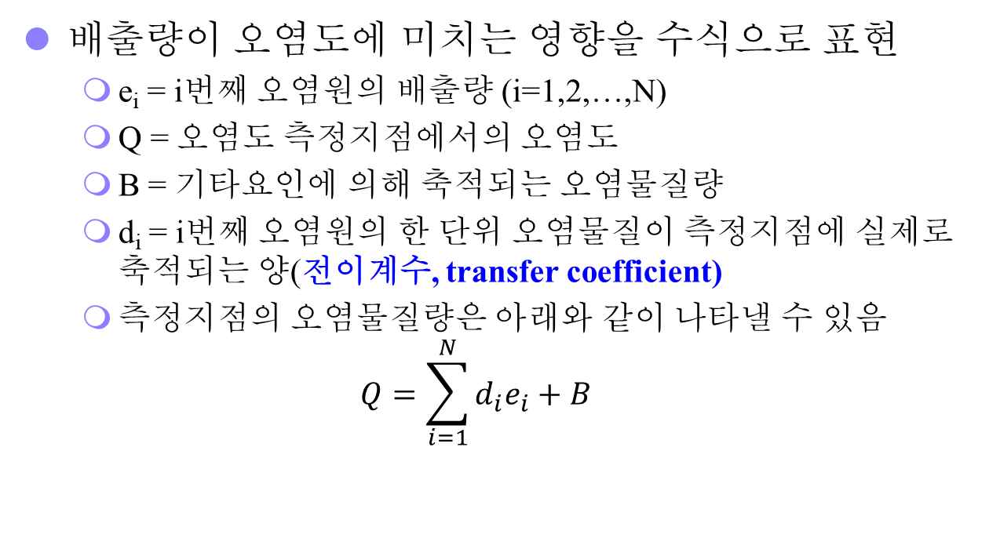 ● 배출량이 오염도에 미치는 영향을 수식으로 표현
❍ eᵢ = i번째 오염원의 배출량 (i=1,2,…,N)
❍ Q = 오염도 측정지점에서의 오염도
❍ B = 기타요인에 의해 축적되는 오염물질량
❍ dᵢ = i번째 오염원의 한 단위 오염물질이 측정지점에 실제로
축적되는 양(전이계수, transfer coefficient)
❍ 측정지점의 오염물질량은 아래와 같이 나타낼 수 있음
N
Q = ∑ dᵢeᵢ + B
i=1